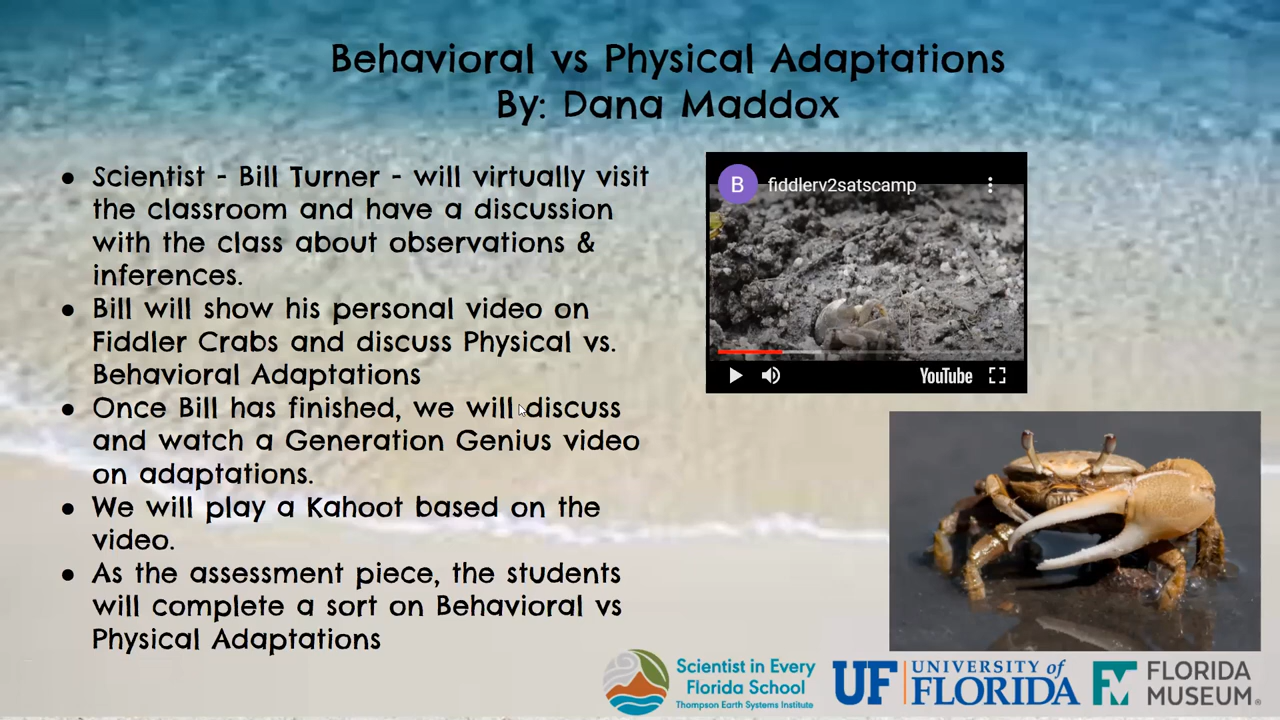 Behavioral vs Physical Adaptations
By: Dana Maddox
● Scientist - Bill Turner - will virtually visit
the classroom and have a discussion
with the class about observations &
inferences.
● Bill will show his personal video on
Fiddler Crabs and discuss Physical vs.
Behavioral Adaptations
● Once Bill has finished, we will discuss
and watch a Generation Genius video
on adaptations.
● We will play a Kahoot based on the
video.
● As the assessment piece, the students
will complete a sort on Behavioral vs
Physical Adaptations
B fiddlerv2satscamp
YouTube
Scientist in Every
Florida School
Thompson Earth Systems Institute
UF UNIVERSITY of
FLORIDA
FLORIDA
MUSEUM®